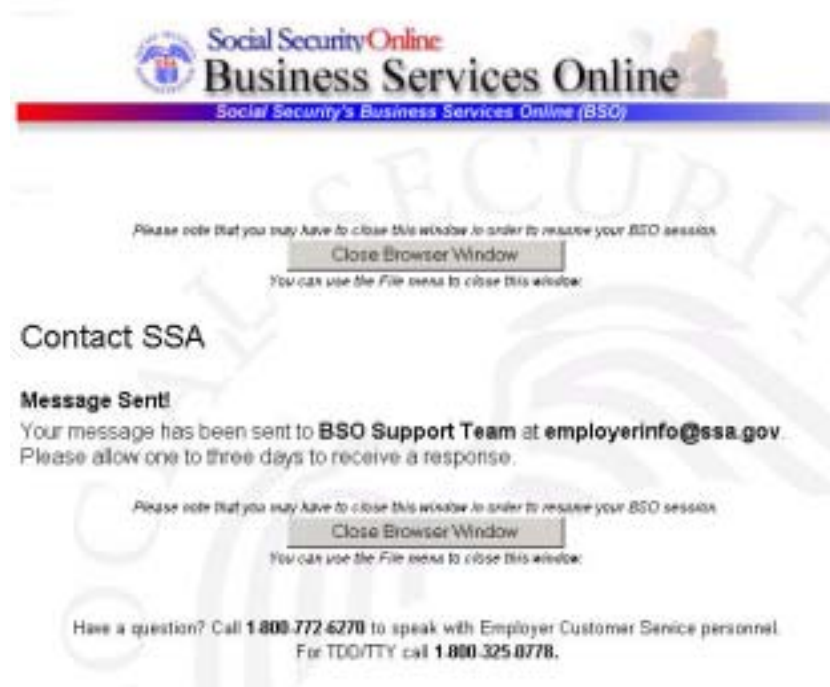 Social Security Online
Business Services Online
Social Security's Business Services Online (BSO)
Please note that you may have to close this window in order to resume your BSO session.
Close Browser Window
You can use the File menu to close this window.
Contact SSA
Message Sent!
Your message has been sent to BSO Support Team at employerinfo@ssa.gov.
Please allow one to three days to receive a response.
Please note that you may have to close this window in order to resume your BSO session.
Close Browser Window
You can use the File menu to close this window.
Have a question? Call 1-800-772-6270 to speak with Employer Customer Service personnel.
For TDD/TTY call 1-800-325-0778.